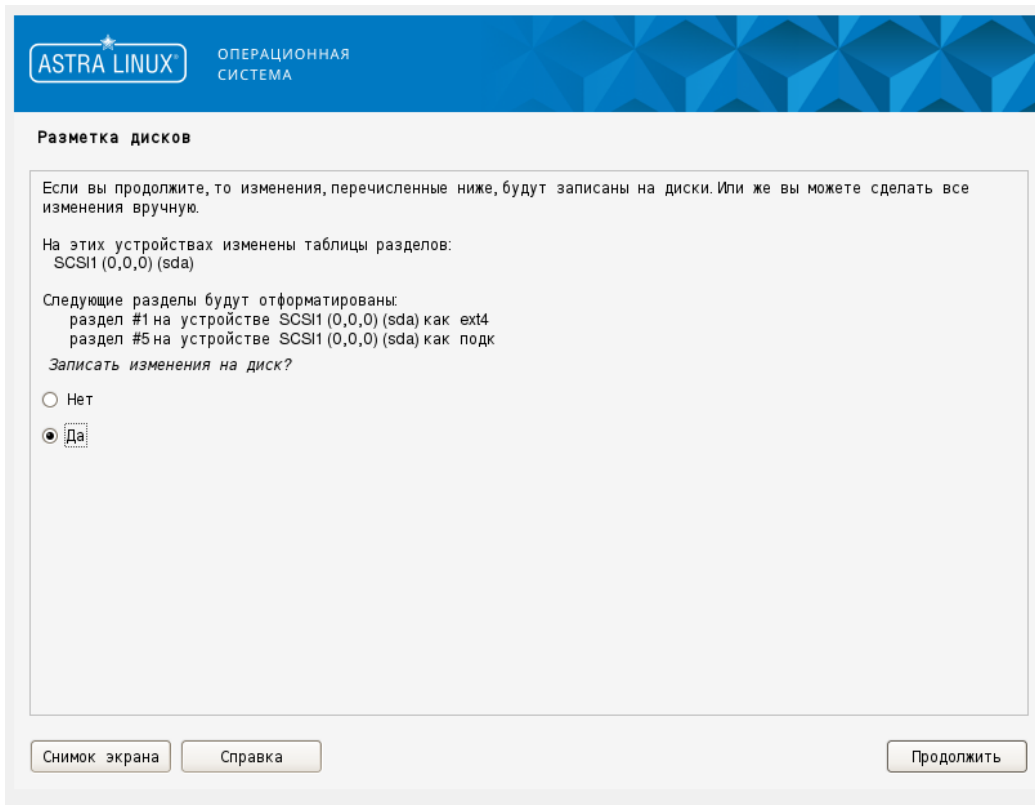 ASTRA LINUX®
ОПЕРАЦИОННАЯ
СИСТЕМА
Разметка дисков
Если вы продолжите, то изменения, перечисленные ниже, будут записаны на диски. Или же вы можете сделать все
изменения вручную.
На этих устройствах изменены таблицы разделов:
SCSI1 (0,0,0) (sda)
Следующие разделы будут отформатированы:
раздел #1 на устройстве SCSI1 (0,0,0) (sda) как ext4
раздел #5 на устройстве SCSI1 (0,0,0) (sda) как подк
Записать изменения на диск?
Нет
Да
Снимок экрана
Справка
Продолжить